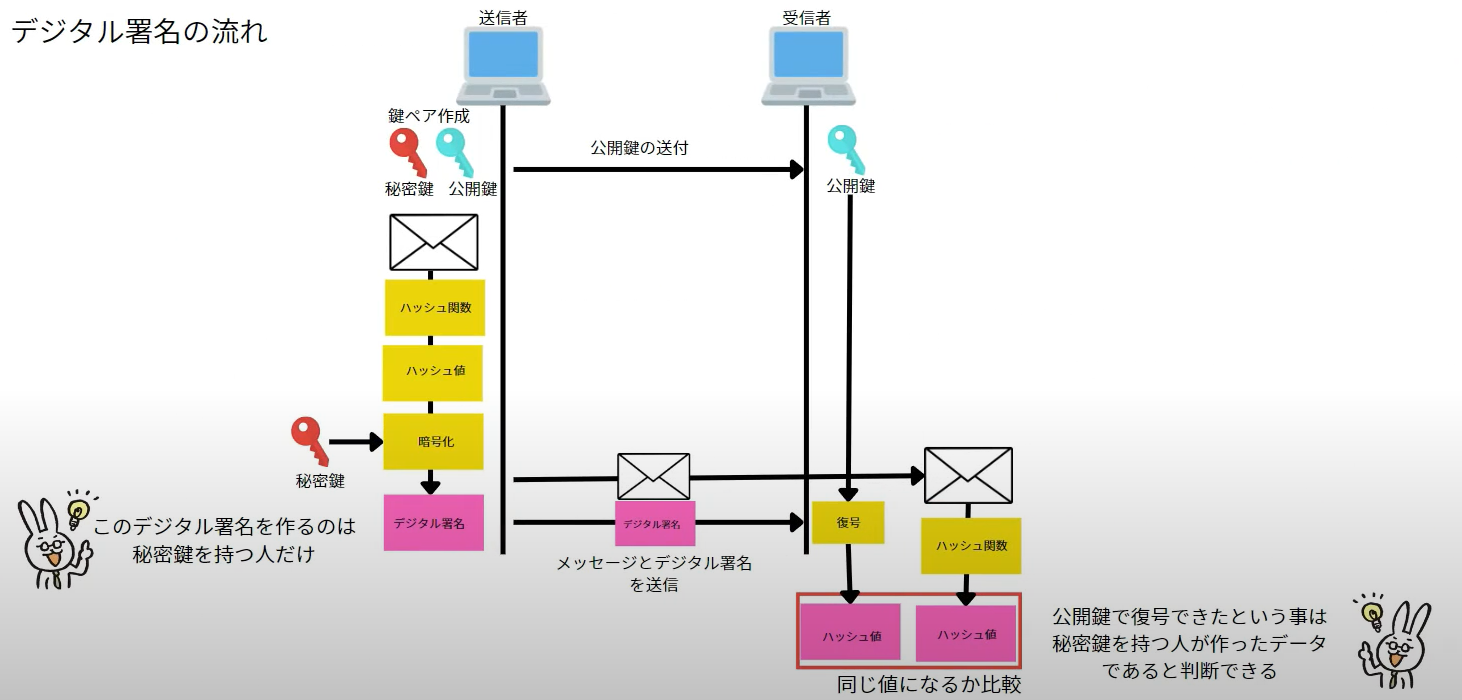 デジタル署名の流れ
送信者
受信者
鍵ペア作成
秘密鍵
公開鍵
公開鍵の送付
公開鍵
ハッシュ関数
ハッシュ値
暗号化
秘密鍵
デジタル署名
このデジタル署名を作るのは
秘密鍵を持つ人だけ
デジタル署名
メッセージとデジタル署名
を送信
復号
ハッシュ関数
ハッシュ値
ハッシュ値
同じ値になるか比較
公開鍵で復号できたという事は
秘密鍵を持つ人が作ったデータ
であると判断できる